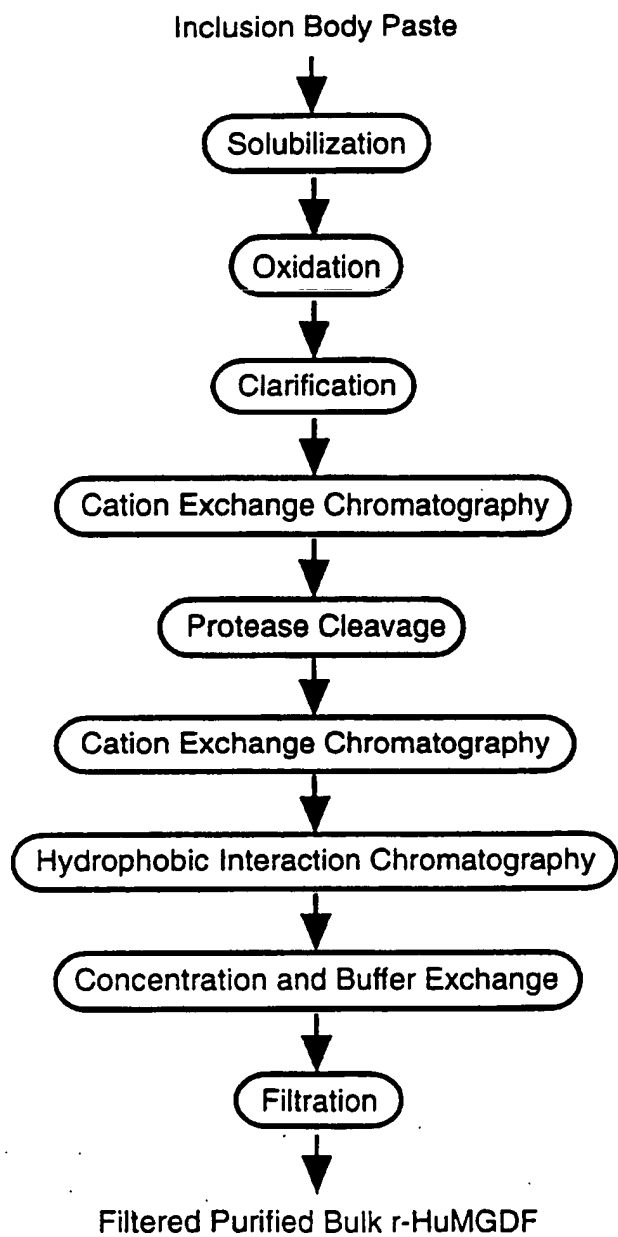 Inclusion Body Paste
Solubilization
Oxidation
Clarification
Cation Exchange Chromatography
Protease Cleavage
Cation Exchange Chromatography
Hydrophobic Interaction Chromatography
Concentration and Buffer Exchange
Filtration
Filtered Purified Bulk r-HuMGDF